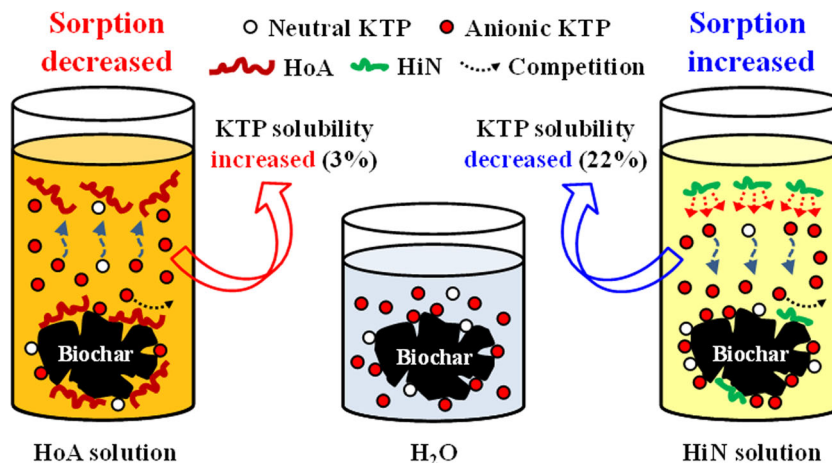 Sorption
decreased
Neutral KTP
Anionic KTP
HoA
HiN
Competition
Sorption
increased
KTP solubility
increased (3%)
KTP solubility
decreased (22%)
Biochar
Biochar
Biochar
HoA solution
H₂O
HiN solution